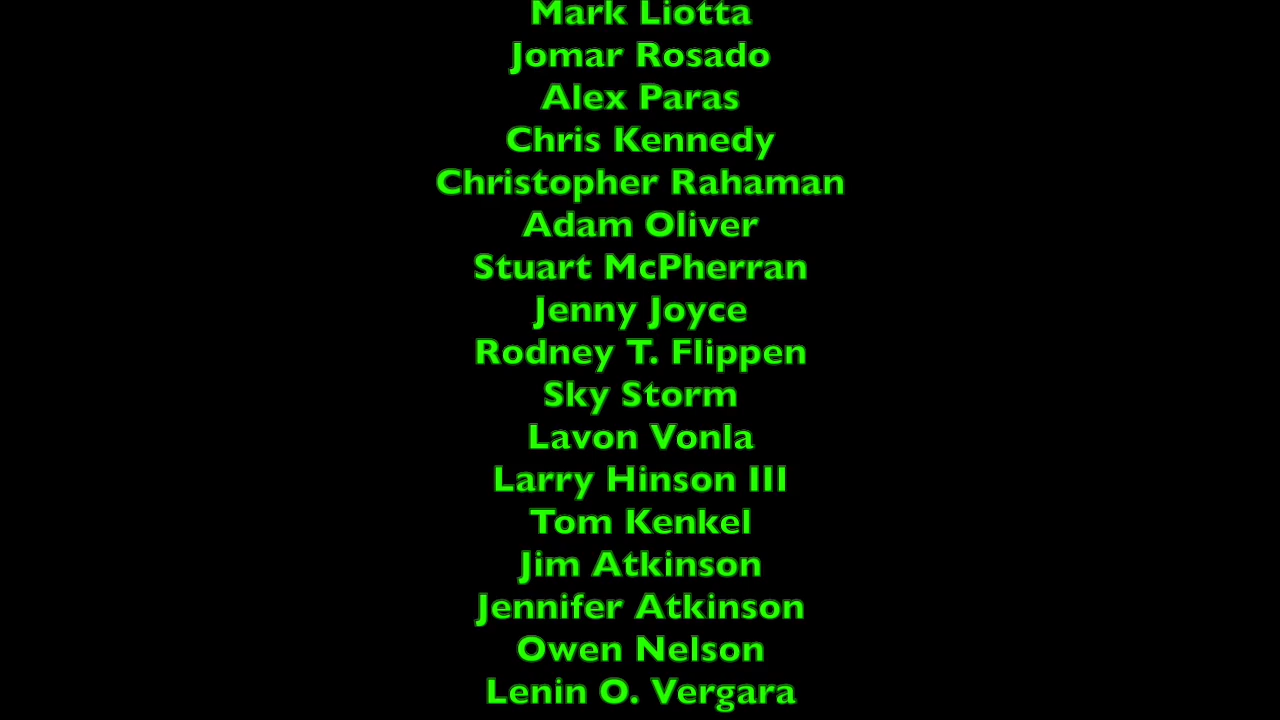 Mark Liotta
Jomar Rosado
Alex Paras
Chris Kennedy
Christopher Rahaman
Adam Oliver
Stuart McPherran
Jenny Joyce
Rodney T. Flippen
Sky Storm
Lavon Vonla
Larry Hinson III
Tom Kenkel
Jim Atkinson
Jennifer Atkinson
Owen Nelson
Lenin O. Vergara